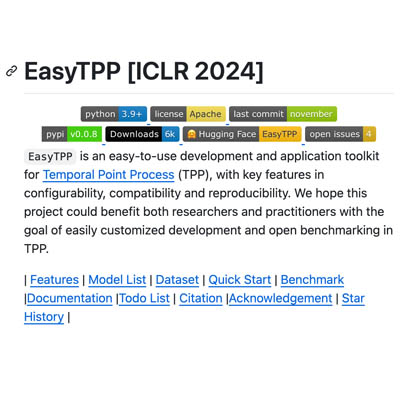 EasyTPP [ICLR 2024]
python 3.9+ license Apache last commit november
pypi v0.0.8 Downloads 6k 🤗 Hugging Face EasyTPP open issues 4
EasyTPP is an easy-to-use development and application toolkit
for Temporal Point Process (TPP), with key features in
configurability, compatibility and reproducibility. We hope this
project could benefit both researchers and practitioners with the
goal of easily customized development and open benchmarking in
TPP.
| Features | Model List | Dataset | Quick Start | Benchmark
|Documentation |Todo List | Citation |Acknowledgement | Star
History |